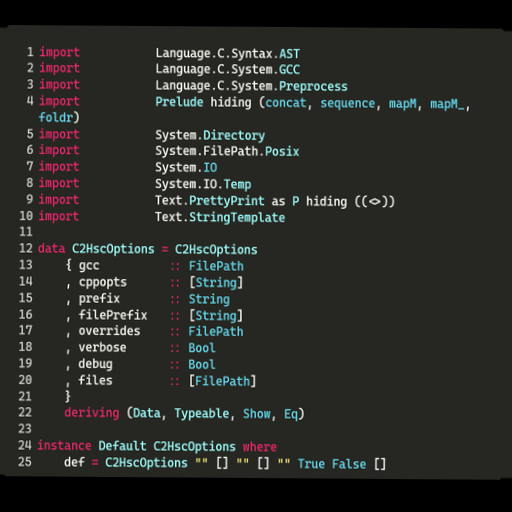 1 import           Language.C.Syntax.AST
2 import           Language.C.System.GCC
3 import           Language.C.System.Preprocess
4 import           Prelude hiding (concat, sequence, mapM, mapM_,
foldr)
5 import           System.Directory
6 import           System.FilePath.Posix
7 import           System.IO
8 import           System.IO.Temp
9 import           Text.PrettyPrint as P hiding ((<>))
10 import           Text.StringTemplate
11
12 data C2HscOptions = C2HscOptions
13     { gcc          :: FilePath
14     , cppopts      :: [String]
15     , prefix       :: String
16     , filePrefix   :: [String]
17     , overrides    :: FilePath
18     , verbose      :: Bool
19     , debug        :: Bool
20     , files        :: [FilePath]
21     }
22     deriving (Data, Typeable, Show, Eq)
23
24 instance Default C2HscOptions where
25     def = C2HscOptions "" [] "" [] "" True False []